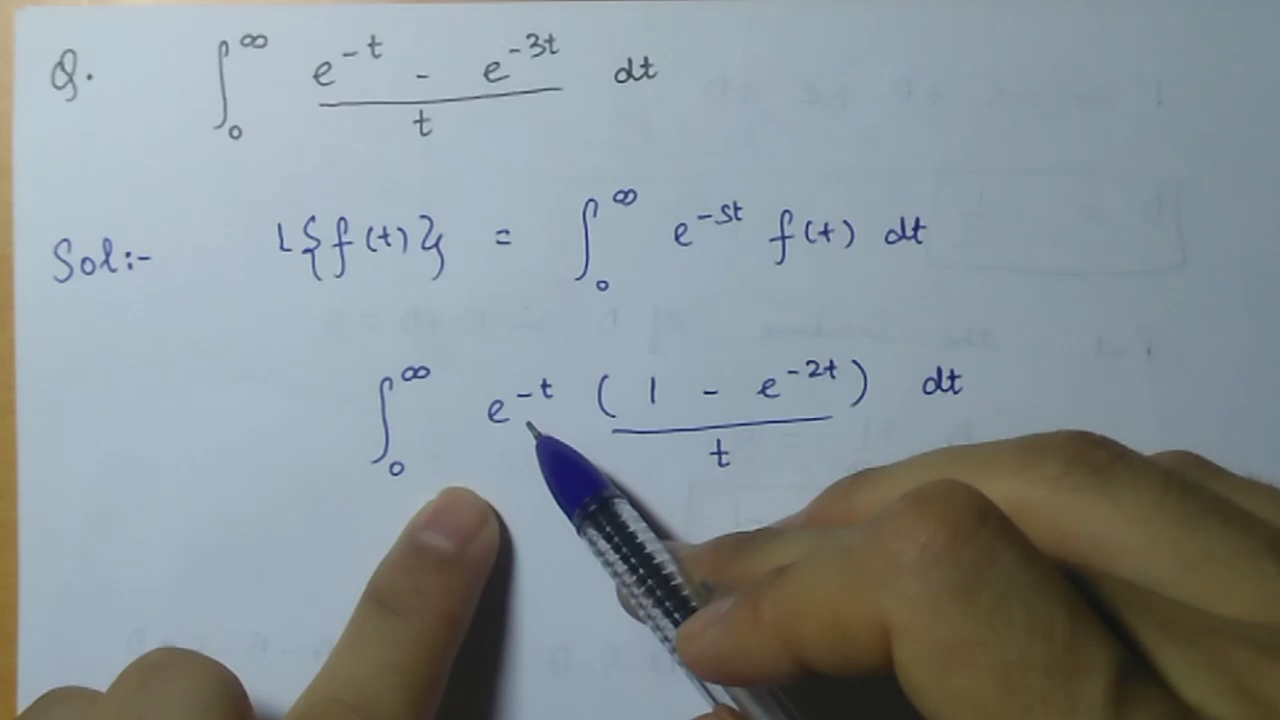 Q. ∫₀^∞ (e^{-t} - e^{-3t})/t dt
Sol:- L{f(t)} = ∫₀^∞ e^{-st} f(t) dt
∫₀^∞ e^{-t} (1 - e^{-2t})/t dt